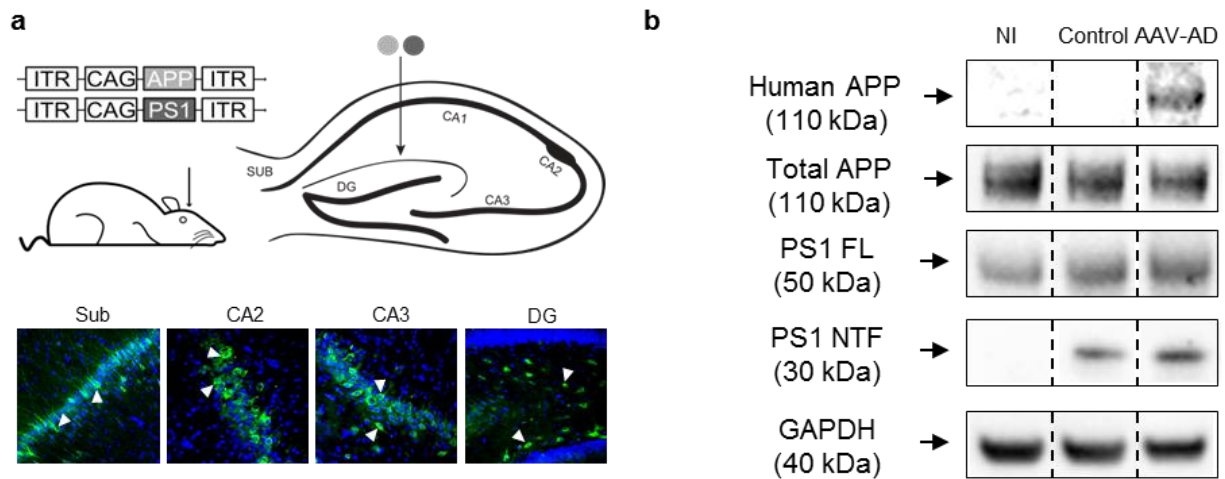 a
ITR CAG APP ITR
ITR CAG PS1 ITR
CA1
CA2
SUB
DG
CA3
Sub CA2 CA3 DG
b
NI Control AAV-AD
Human APP
(110 kDa)
Total APP
(110 kDa)
PS1 FL
(50 kDa)
PS1 NTF
(30 kDa)
GAPDH
(40 kDa)